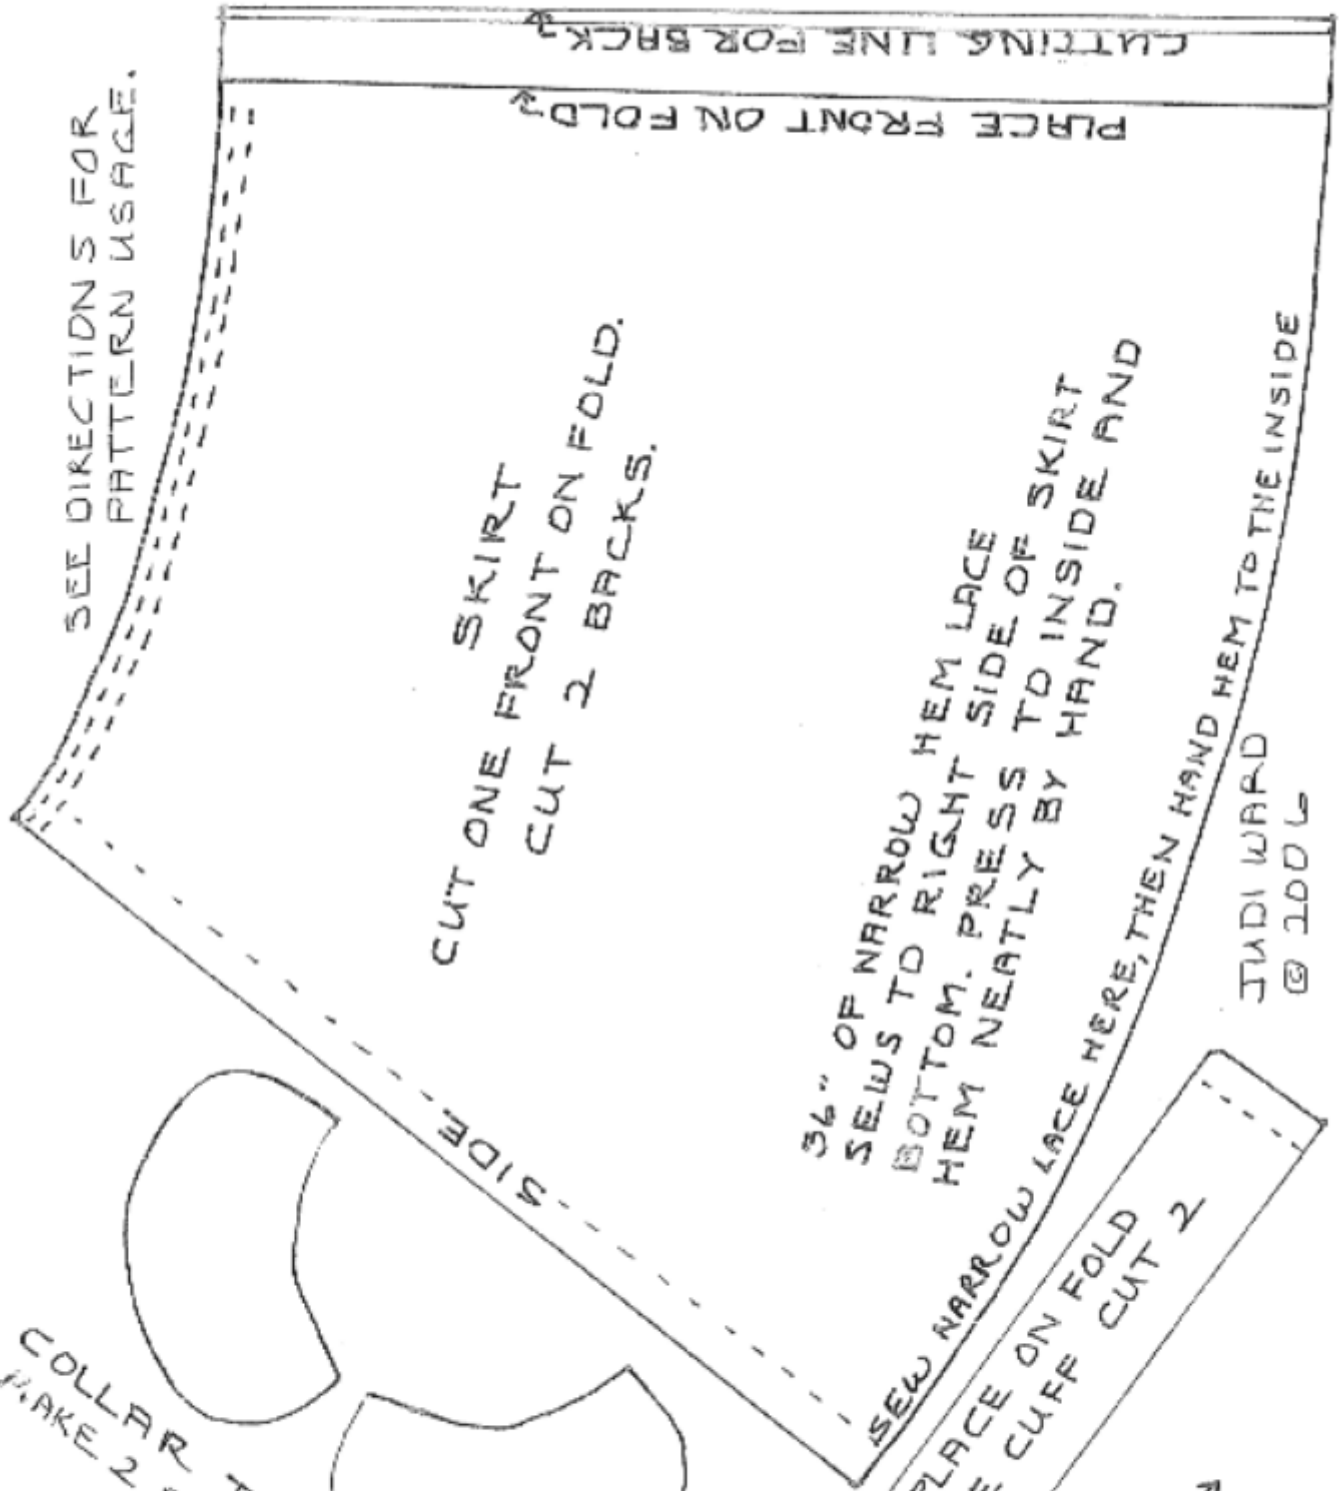 CUTTING LINE FOR BACK
PLACE FRONT ON FOLD
SEE DIRECTIONS FOR
PATTERN USAGE.
SKIRT
CUT ONE FRONT ON FOLD.
CUT 2 BACKS.
36" OF NARROW HEM LACE
SEWS TO RIGHT SIDE OF SKIRT
BOTTOM. PRESS TO INSIDE AND
HEM NEATLY BY HAND.
SEW NARROW LACE HERE, THEN HAND HEM TO THE INSIDE
SIDE
JUDI WARD
© 2006
COLLAR
MAKE 2
PLACE ON FOLD
CUFF CUT 2